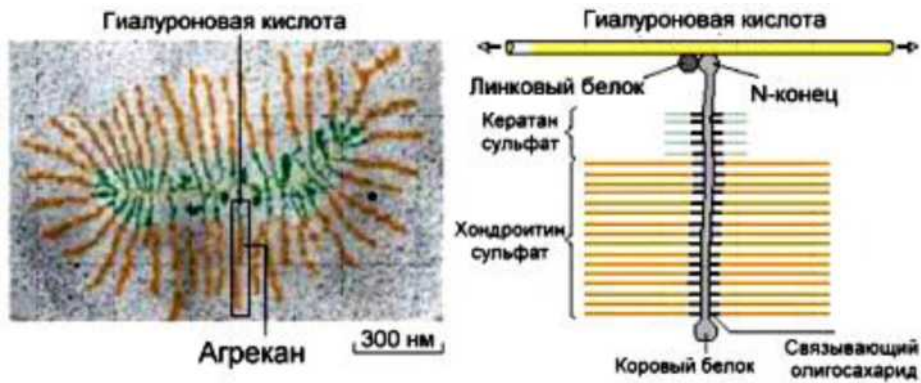 Гиалуроновая кислота
Агрекан
300 нм
Гиалуроновая кислота
Линковый белок
N-конец
Кератан
сульфат
Хондроитин
сульфат
Коровый белок
Связывающий
олигосахарид